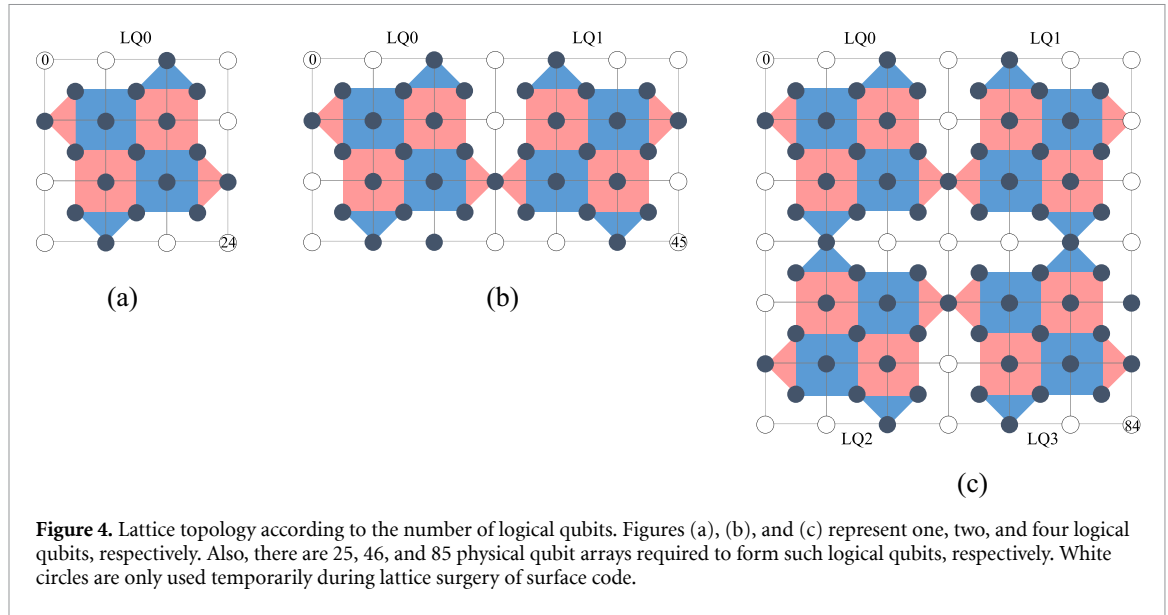 LQ0
0
24
(a)
LQ0 LQ1
0
45
(b)
LQ0 LQ1
0
84
LQ2 LQ3
(c)
Figure 4. Lattice topology according to the number of logical qubits. Figures (a), (b), and (c) represent one, two, and four logical
qubits, respectively. Also, there are 25, 46, and 85 physical qubit arrays required to form such logical qubits, respectively. White
circles are only used temporarily during lattice surgery of surface code.